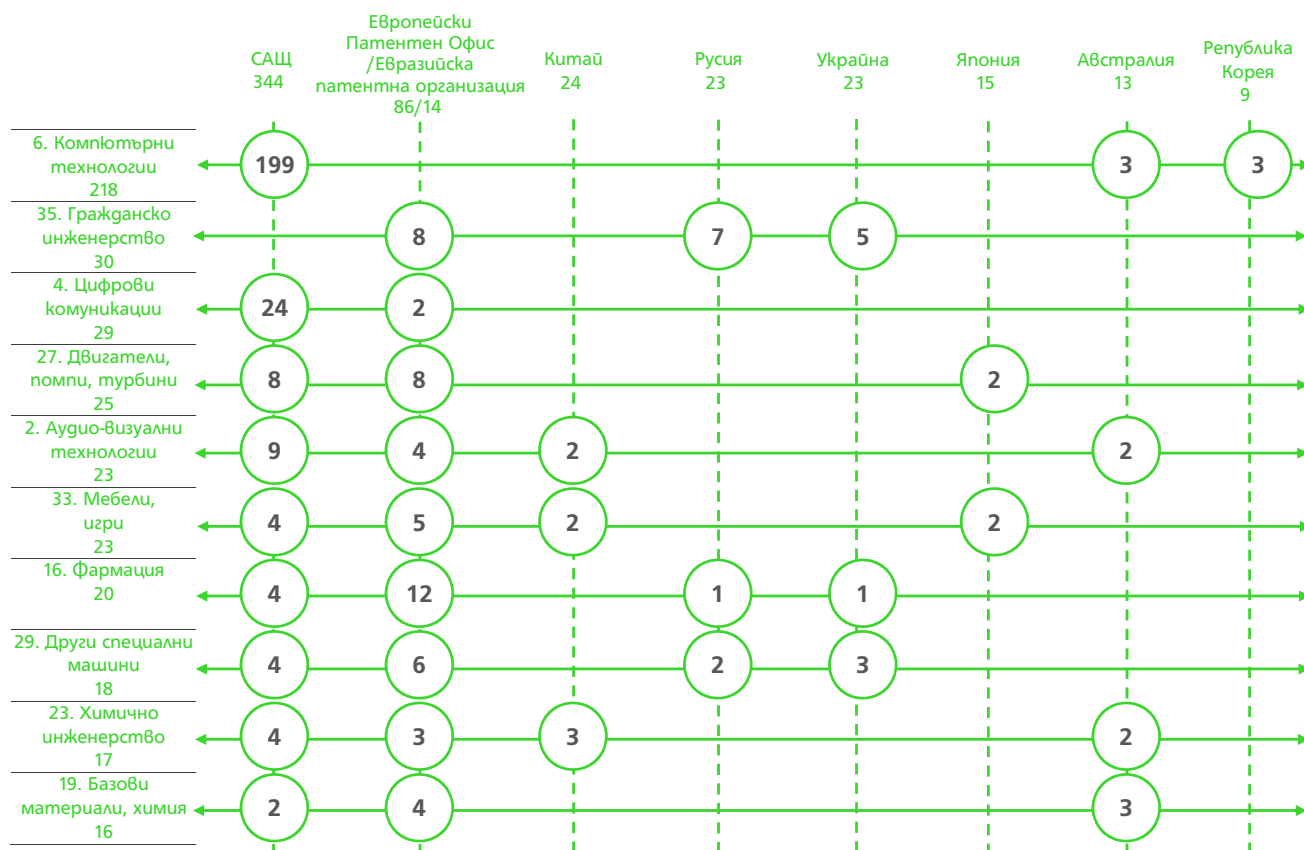 САЩ
344
Европейски
Патентен Офис
/Евразийска
патентна организация
86/14
Китай
24
Русия
23
Украйна
23
Япония
15
Австралия
13
Република
Корея
9
6. Компютърни
технологии
218
199
3
3
35. Гражданско
инженерство
30
8
7
5
4. Цифрови
комуникации
29
24
2
27. Двигатели,
помпи, турбини
25
8
8
2
2. Аудио-визуални
технологии
23
9
4
2
2
33. Мебели,
игри
23
4
5
2
2
16. Фармация
20
4
12
1
1
29. Други специални
машини
18
4
6
2
3
23. Химично
инженерство
17
4
3
3
2
19. Базови
материали, химия
16
2
4
3